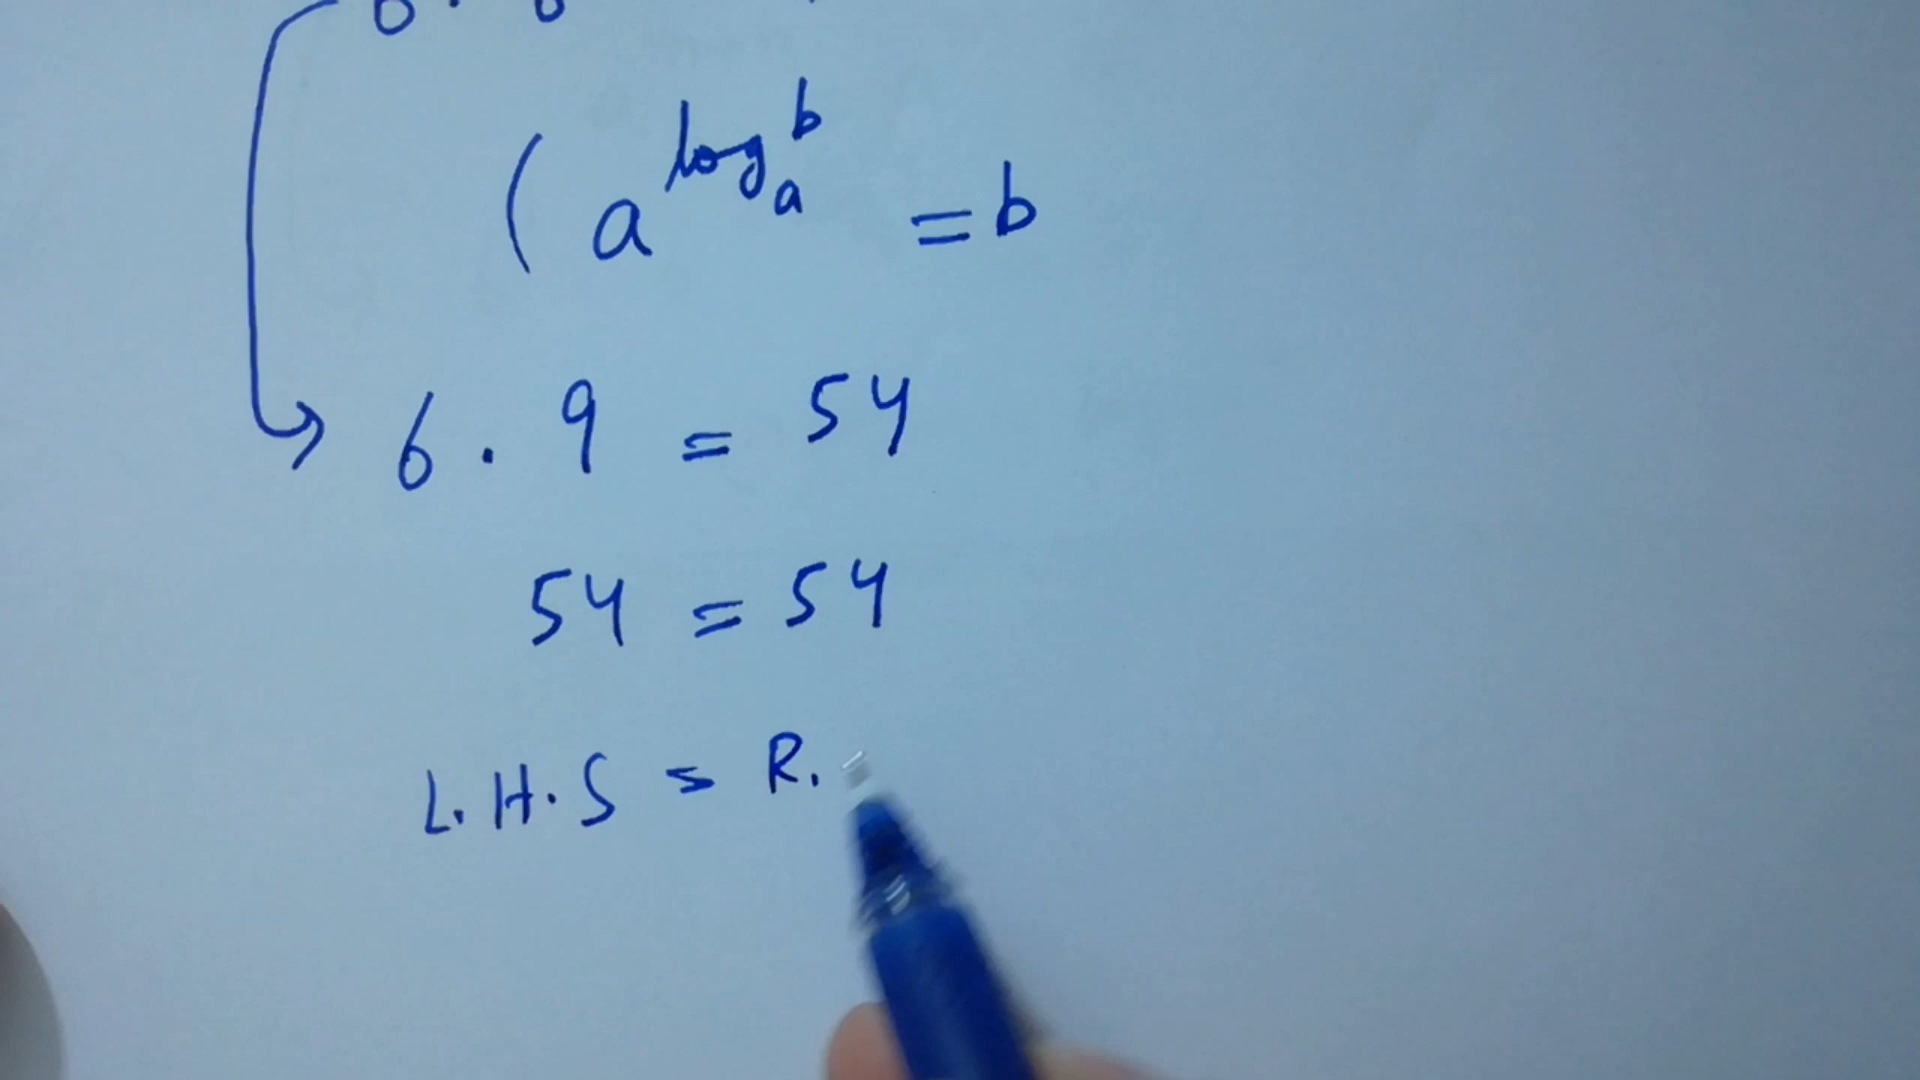 ( a^log_a^b = b
6 . 9 = 54
54 = 54
L.H.S = R.